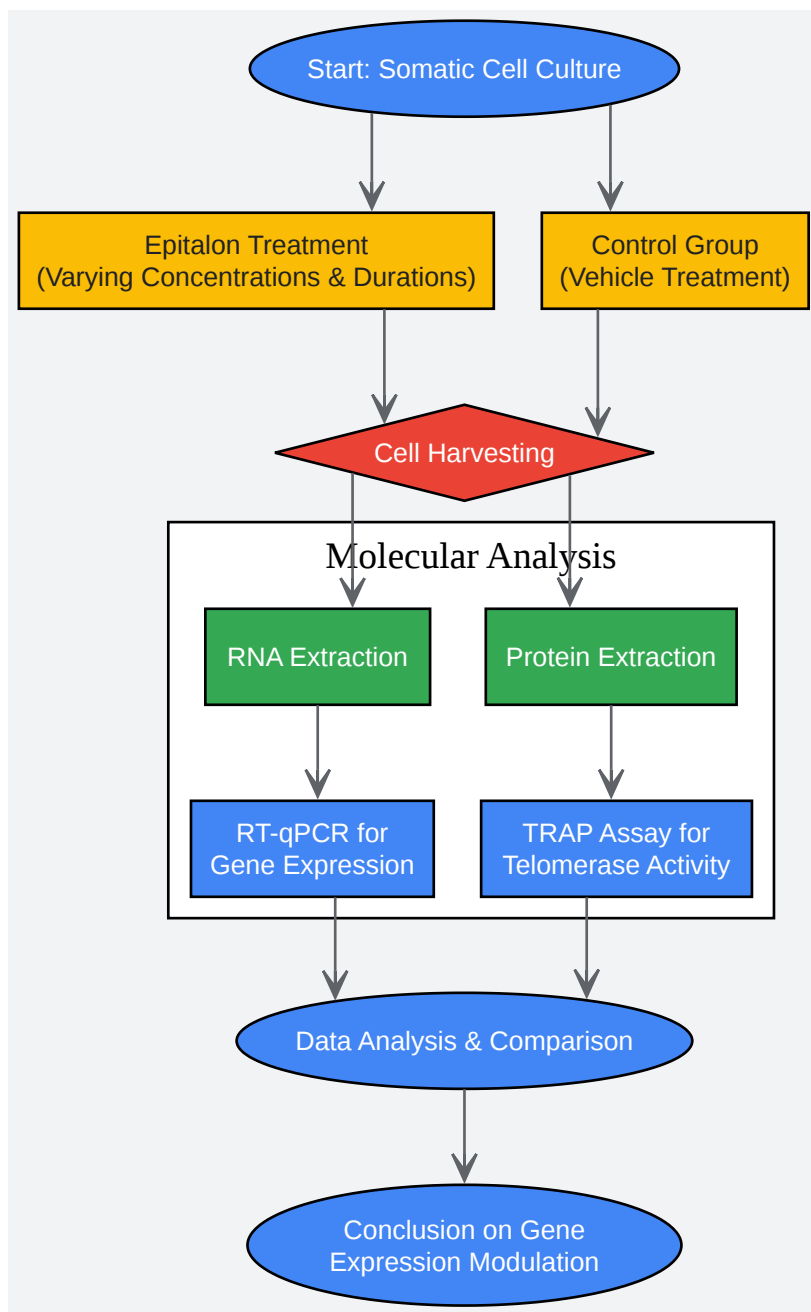 Start: Somatic Cell Culture
Epitalon Treatment
(Varying Concentrations & Durations)
Control Group
(Vehicle Treatment)
Cell Harvesting
Molecular Analysis
RNA Extraction
Protein Extraction
RT-qPCR for
Gene Expression
TRAP Assay for
Telomerase Activity
Data Analysis & Comparison
Conclusion on Gene
Expression Modulation